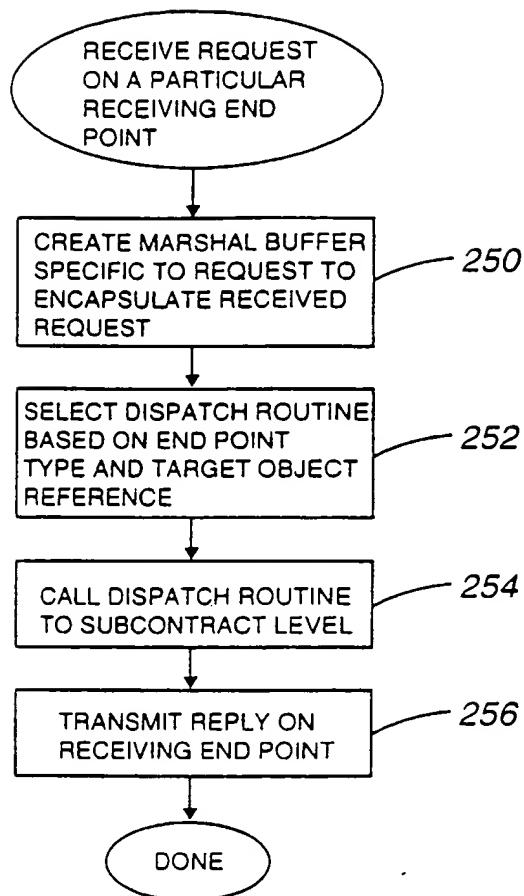 RECEIVE REQUEST
ON A PARTICULAR
RECEIVING END
POINT
CREATE MARSHAL BUFFER
SPECIFIC TO REQUEST TO
ENCAPSULATE RECEIVED
REQUEST
250
SELECT DISPATCH ROUTINE
BASED ON END POINT
TYPE AND TARGET OBJECT
REFERENCE
252
CALL DISPATCH ROUTINE
TO SUBCONTRACT LEVEL
254
TRANSMIT REPLY ON
RECEIVING END POINT
256
DONE